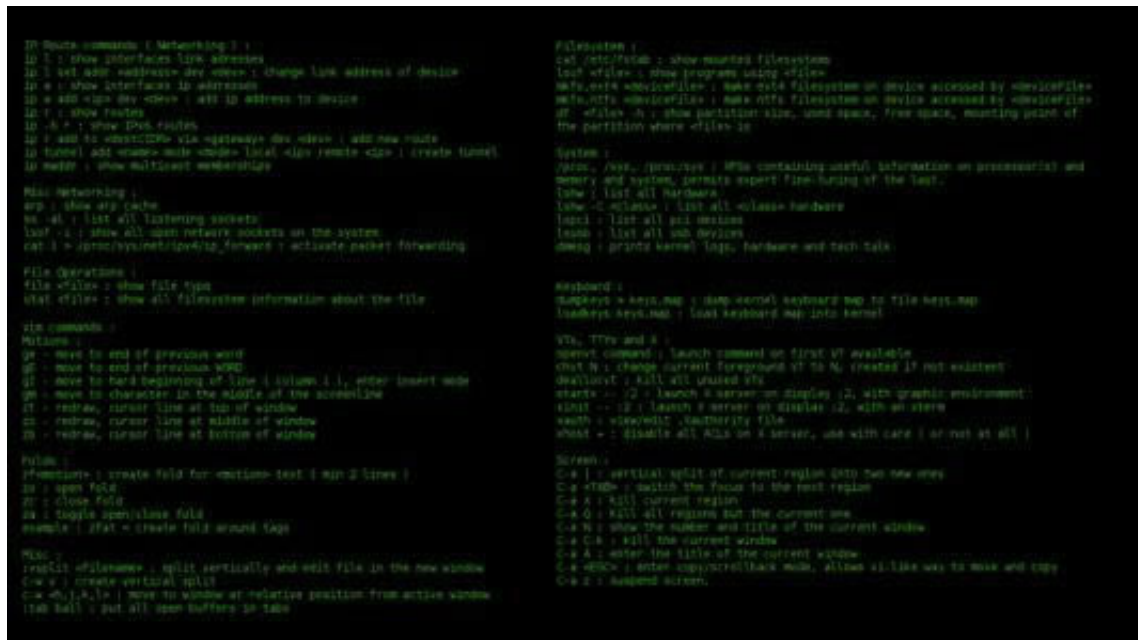 IP Route commands ( Networking ) :
ip l : show interfaces link adresses
ip l set addr <address> dev <dev> : change link address of device
ip a : show interfaces ip addresses
ip a add <ip> dev <dev> : add ip address to device
ip r : show routes
ip -6 r : show IPv6 routes
ip r add to <destCIDR> via <gateway> dev <dev> : add new route
ip tunnel add <name> mode <mode> local <ip> remote <ip> : create tunnel
ip maddr : show multicast memberships
Misc Networking :
arp : show arp cache
ss -al : list all listening sockets
lsof -i : show all open network sockets on the system
cat 1 > /proc/sys/net/ipv4/ip_forward : activate packet forwarding
File Operations :
file <file> : show file type
stat <file> : show all filesystem information about the file
vim commands :
Motions :
ge - move to end of previous word
gE - move to end of previous WORD
gI - move to hard beginning of line ( column 1 ), enter insert mode
gm - move to character in the middle of the screenline
zt - redraw, cursor line at top of window
zz - redraw, cursor line at middle of window
zb - redraw, cursor line at bottom of window
Folds :
zf<motion> : create fold for <motion> text ( min 2 lines )
zo : open fold
zc : close fold
za : toggle open/close fold
example : zfat = create fold around tags
Misc :
:vsplit <filename> : split vertically and edit file in the new window
C-w v : create vertical split
c-w <h,j,k,l> : move to window at relative position from active window
:tab ball : put all open buffers in tabs
Filesystem :
cat /etc/fstab : show mounted filesystems
lsof <file> : show programs using <file>
mkfs.ext4 <deviceFile> : make ext4 filesystem on device accessed by <deviceFile>
mkfs.ntfs <deviceFile> : make ntfs filesystem on device accessed by <deviceFile>
df <file> -h : show partition size, used space, free space, mounting point of
the partition where <file> is
System :
/proc, /sys, /proc/sys : VFSs containing useful information on processor(s) and
memory and system, permits expert fine-tuning of the last.
lshw : list all hardware
lshw -C <class> : list all <class> hardware
lspci : list all pci devices
lsusb : list all usb devices
dmesg : prints kernel logs, hardware and tech talk
Keyboard :
dumpkeys > keys.map : dump kernel keyboard map to file keys.map
loadkeys keys.map : load keyboard map into kernel
VTs, TTYs and X :
openvt command : launch command on first VT available
chvt N : change current foreground VT to N, created if not existent
deallocvt : kill all unused VTs
startx -- :2 : launch X server on display :2, with graphic environment
xinit -- :2 : launch X server on display :2, with an xterm
xauth : view/edit .Xauthority file
xhost + : disable all ACLs on X server, use with care ( or not at all )
Screen :
C-a | : vertical split of current region into two new ones
C-a <TAB> : switch the focus to the next region
C-a X : kill current region
C-a Q : Kill all regions but the current one
C-a N : show the number and title of the current window
C-a C-k : kill the current window
C-a A : enter the title of the current window
C-a <ESC> : enter copy/scrollback mode, allows vi-like way to move and copy
C-a z : suspend screen.